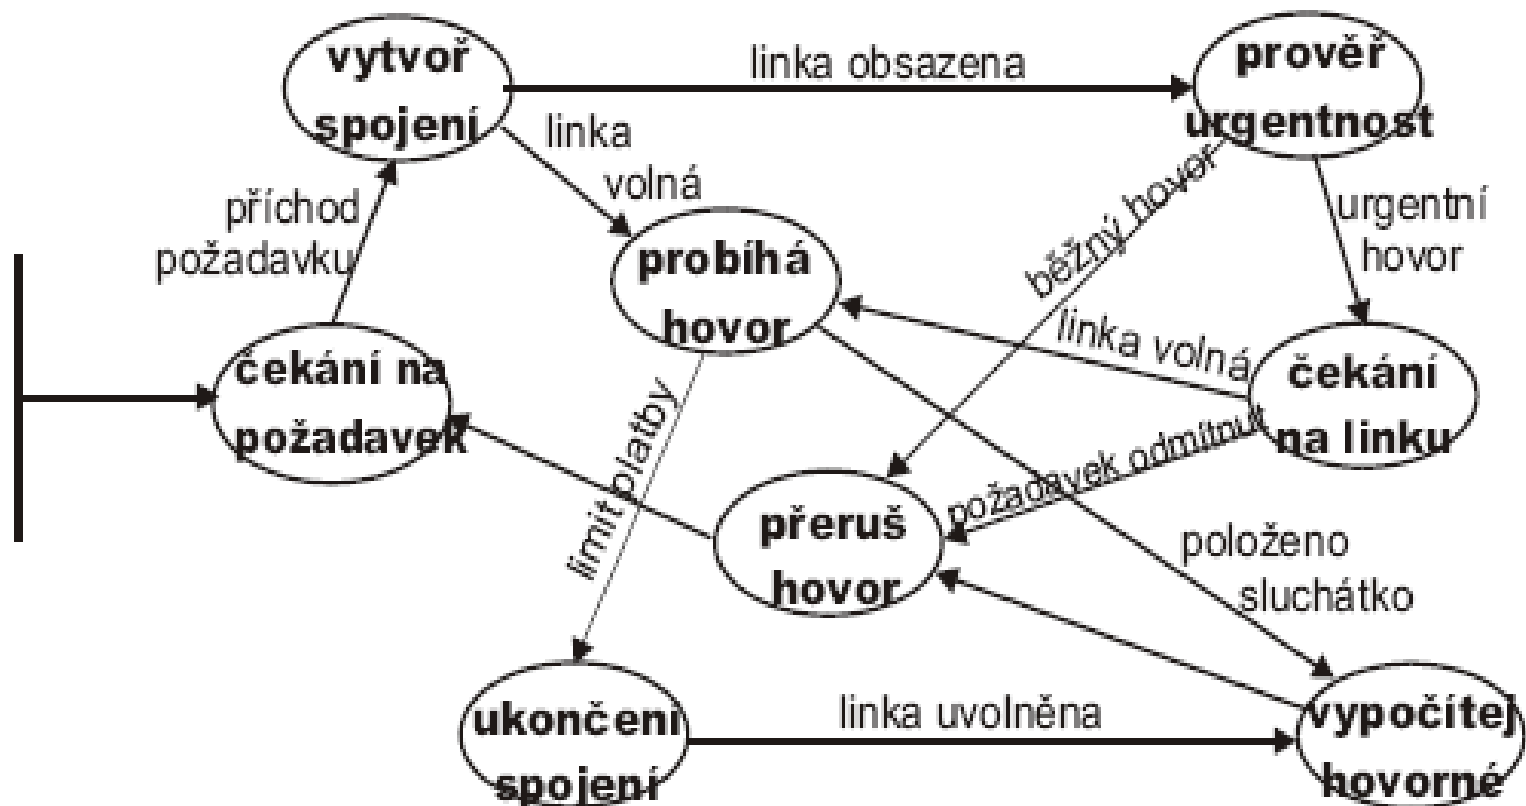 vytvoř
spojení
linka obsazena
prověř
urgentnost
linka
volná
příchod
požadavku
běžný hovor
urgentní
hovor
probíhá
hovor
linka volná
čekání na
požadavek
čekání
na linku
limit platby
požadavek odmítnut
přeruš
hovor
položeno
sluchátko
ukončení
spojení
linka uvolněna
vypočítej
hovorné